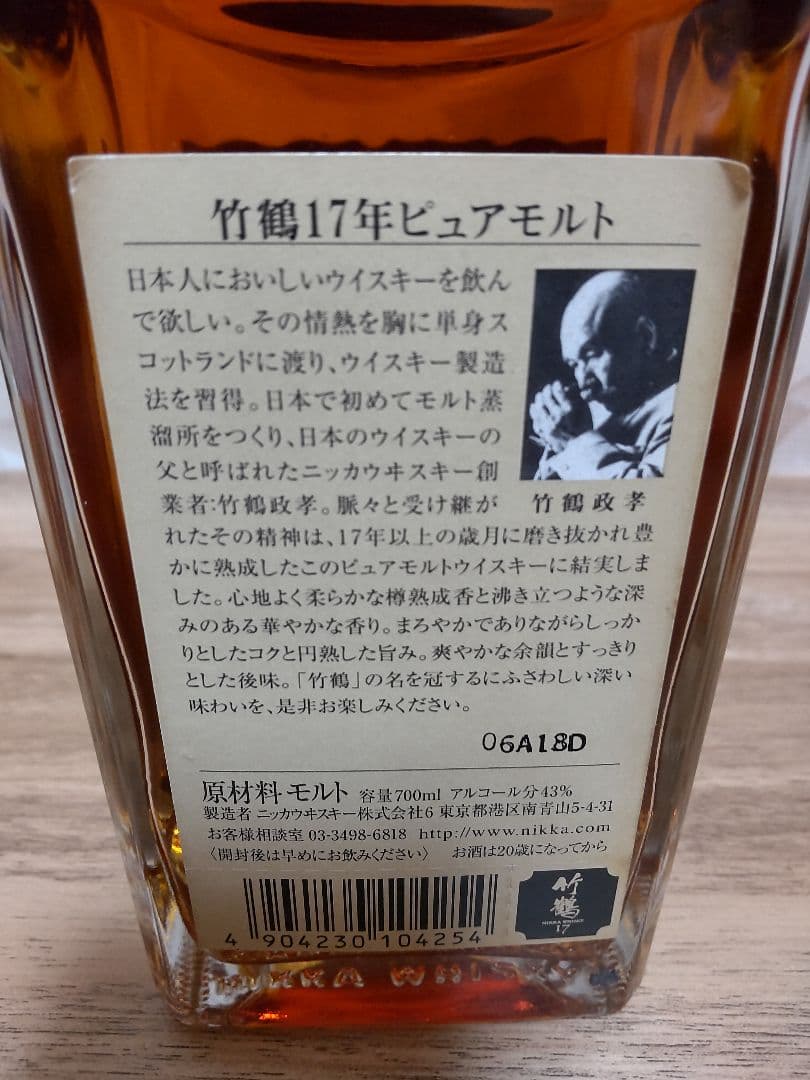 竹鶴17年ピュアモルト
日本人においしいウイスキーを飲ん
で欲しい。その情熱を胸に単身ス
コットランドに渡り、ウイスキー製造
法を習得。日本で初めてモルト蒸
溜所をつくり、日本のウイスキーの
父と呼ばれたニッカウヰスキー創
業者:竹鶴政孝。脈々と受け継が
竹鶴政孝
れたその精神は、17年以上の歳月に磨き抜かれ豊
かに熟成したこのピュアモルトウイスキーに結実しま
した。心地よく柔らかな樽熟成香と沸き立つような深
みのある華やかな香り。まろやかでありながらしっか
りとしたコクと円熟した旨み。爽やかな余韻とすっきり
とした後味。「竹鶴」の名を冠するにふさわしい深い
味わいを、是非お楽しみください。
06A18D
原材料 モルト 容量700ml アルコール分43%
製造者 ニッカウヰスキー株式会社6 東京都港区南青山5-4-31
お客様相談室 03-3498-6818 http://www.nikka.com
〈開封後は早めにお飲みください〉 お酒は20歳になってから
竹鶴
NIKKA WHISKY
17
4 904230 104254
NIKKA WHISKY